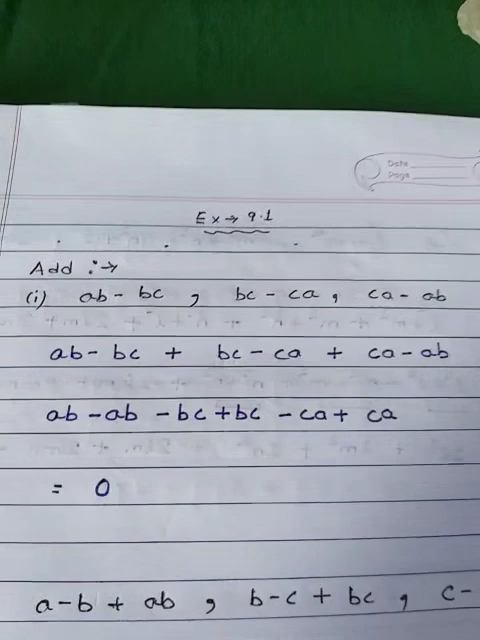 Date
Page
Ex → 9.1
Add :→
(i) ab - bc , bc - ca , ca - ab
ab - bc + bc - ca + ca - ab
ab - ab - bc + bc - ca + ca
= 0
a - b + ab , b - c + bc , c -